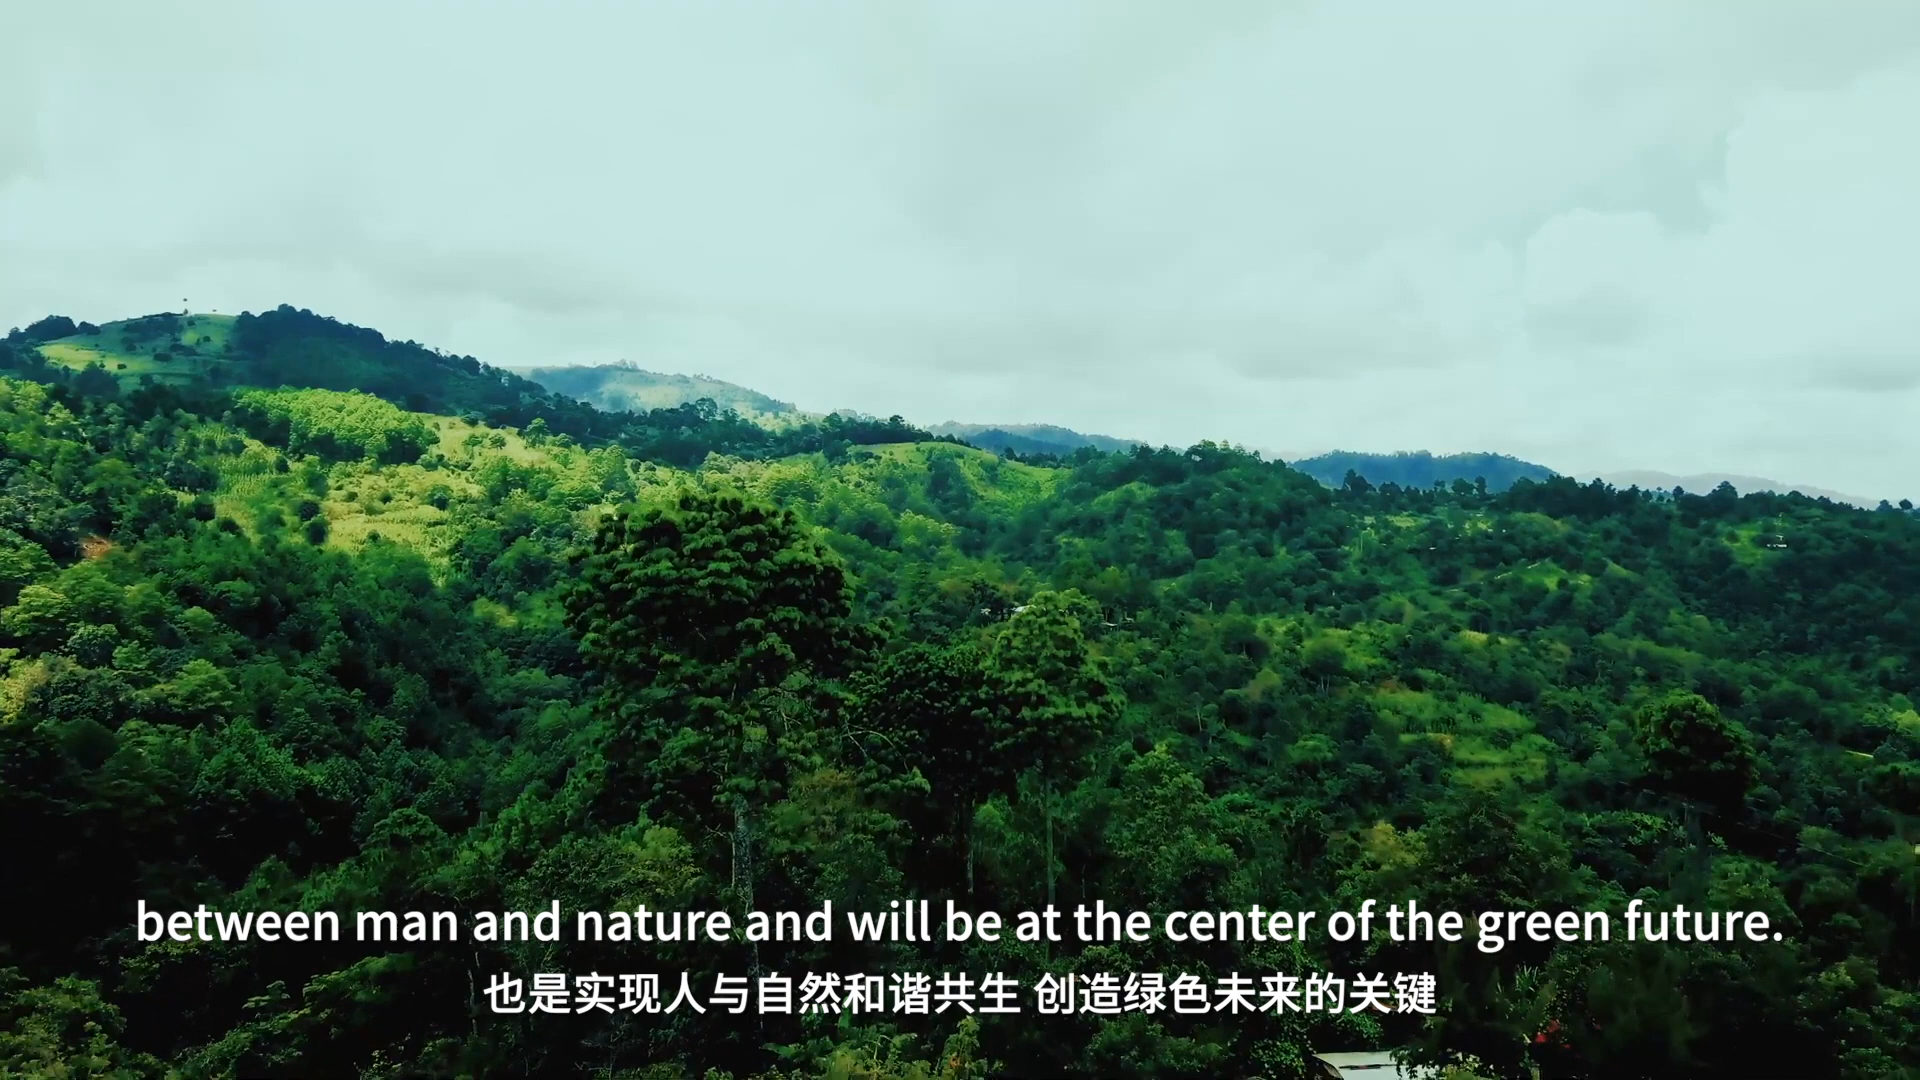 between man and nature and will be at the center of the green future.
也是实现人与自然和谐共生 创造绿色未来的关键